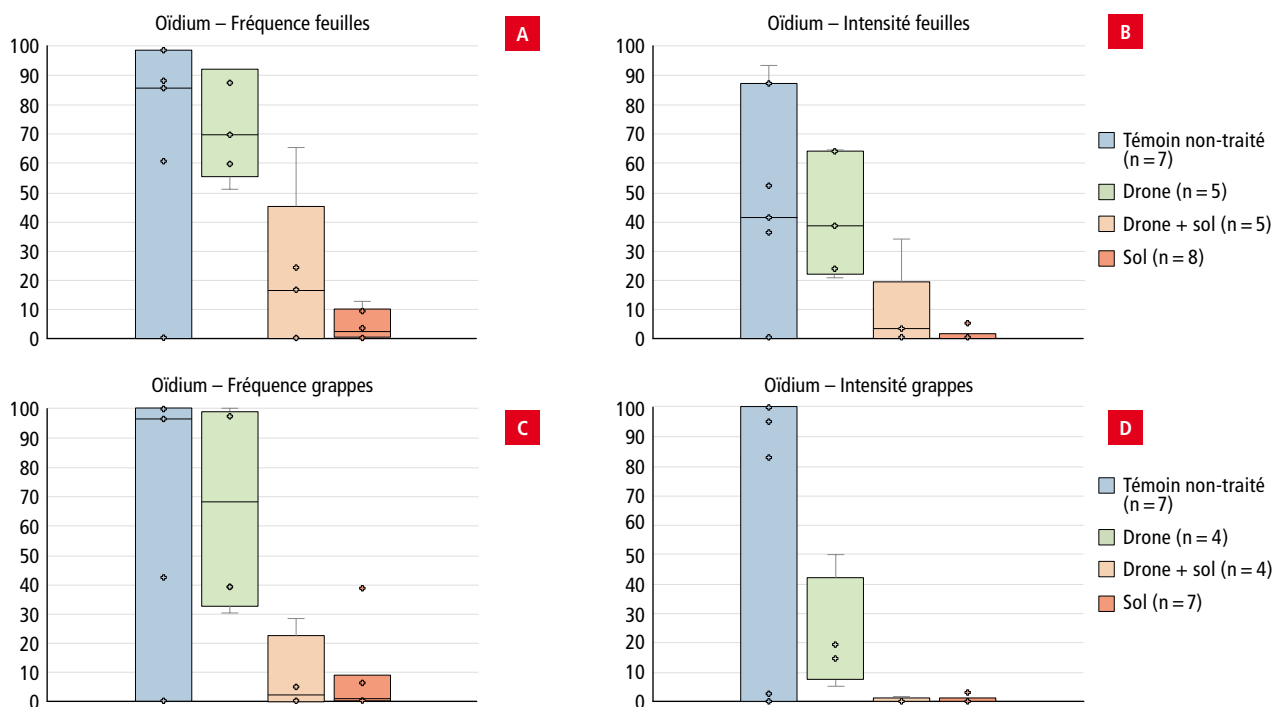 Oïdium – Fréquence feuilles
A
100
90
80
70
60
50
40
30
20
10
0
Oïdium – Intensité feuilles
B
100
90
80
70
60
50
40
30
20
10
0
Témoin non-traité
(n = 7)
Drone (n = 5)
Drone + sol (n = 5)
Sol (n = 8)
Oïdium – Fréquence grappes
C
100
90
80
70
60
50
40
30
20
10
0
Oïdium – Intensité grappes
D
100
90
80
70
60
50
40
30
20
10
0
Témoin non-traité
(n = 7)
Drone (n = 4)
Drone + sol (n = 4)
Sol (n = 7)